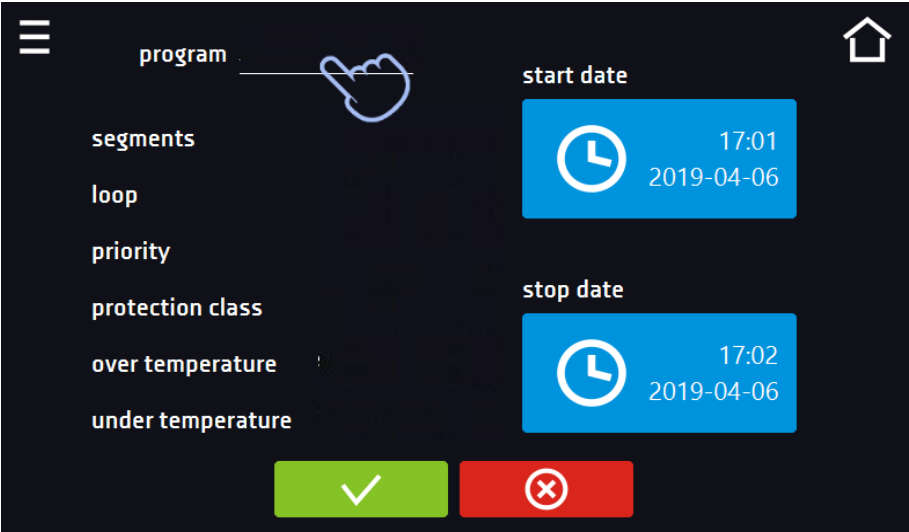 program
segments
loop
priority
protection class
over temperature
under temperature
start date
17:01
2019-04-06
stop date
17:02
2019-04-06